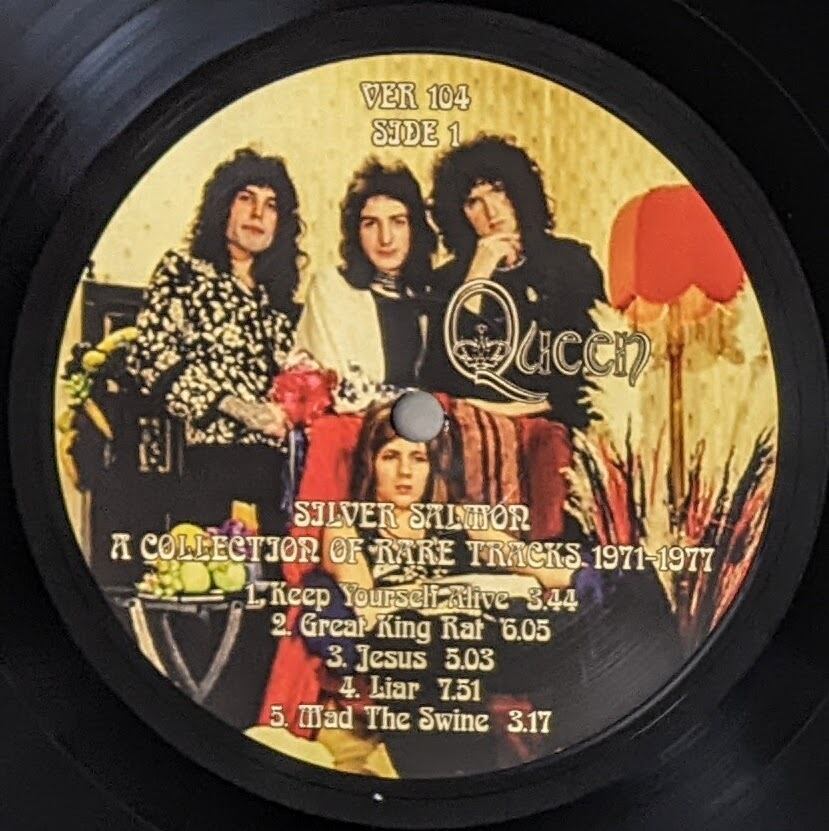 VER 104
SIDE 1
Queen
SILVER SALMON
A COLLECTION OF RARE TRACKS 1971-1977
1. Keep Yourself Alive 3.44
2. Great King Rat 6.05
3. Jesus 5.03
4. Liar 7.51
5. Mad The Swine 3.17